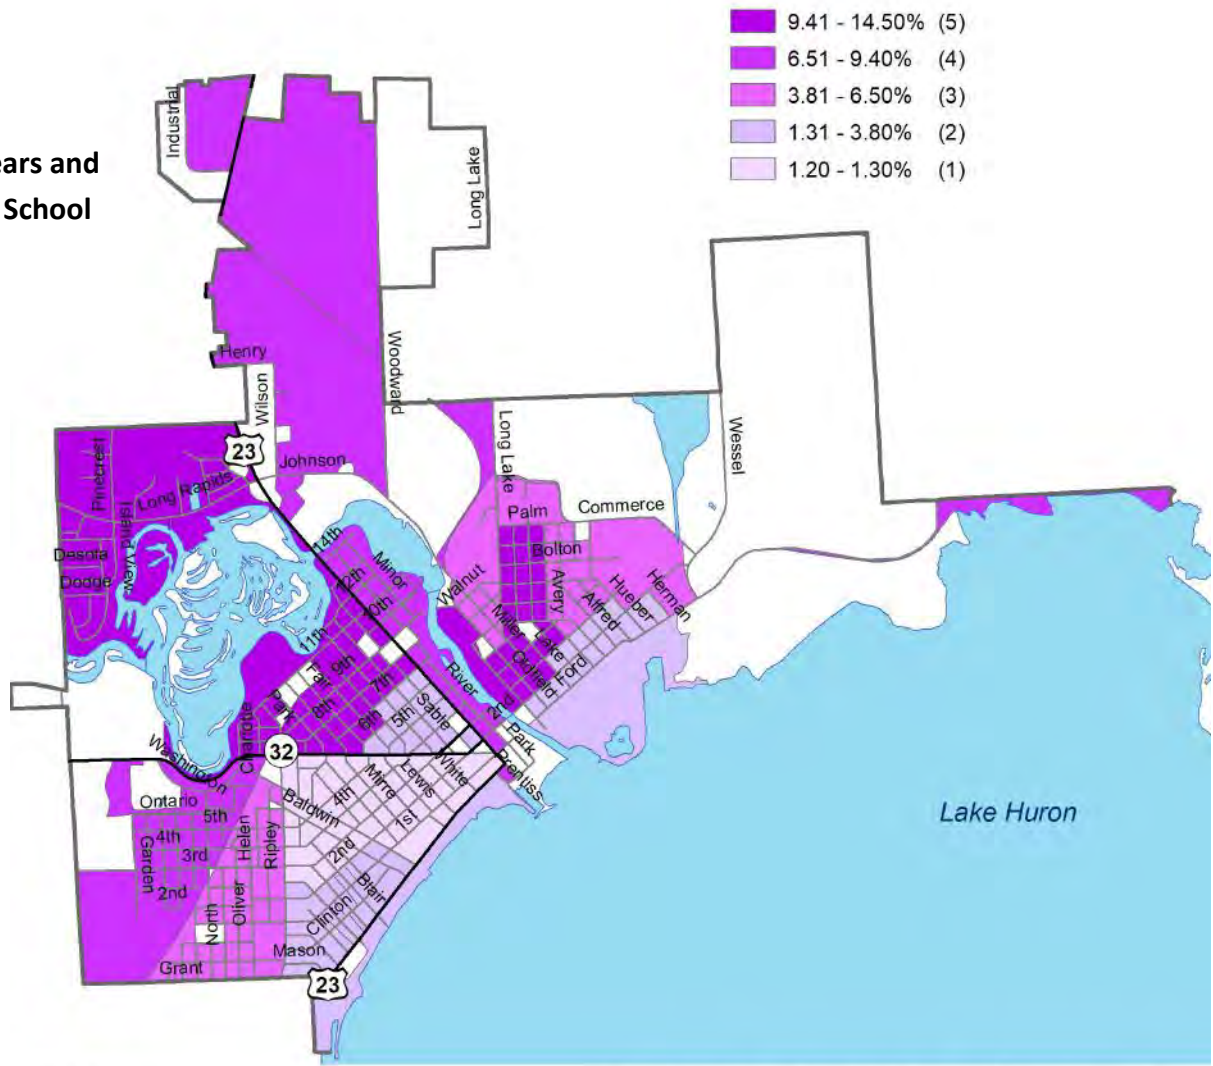 9.41 - 14.50% (5)
6.51 - 9.40% (4)
3.81 - 6.50% (3)
1.31 - 3.80% (2)
1.20 - 1.30% (1)
ears and
School
Industrial
Long Lake
Henry
Woodward
Wilson
23
Johnson
Long Lake
Wessel
Pinecrest
Long Rapids
Island View
Desota
Dodge
Palm
Commerce
Bolton
14th
Minor
12th
10th
Walnut
Avery
Alfred
Hueber
Herman
11th
Miller
Lake
Oldfield
Ford
9th
Fair
Park
8th
7th
6th
5th
Sable
River
2nd
Park
Prentiss
Charlotte
Washington
32
White
Lewis
Mirre
4th
Baldwin
1st
2nd
Ontario
5th
4th
3rd
Garden
2nd
Helen
Ripley
Oliver
North
Blair
Clinton
Mason
Grant
23
Lake Huron